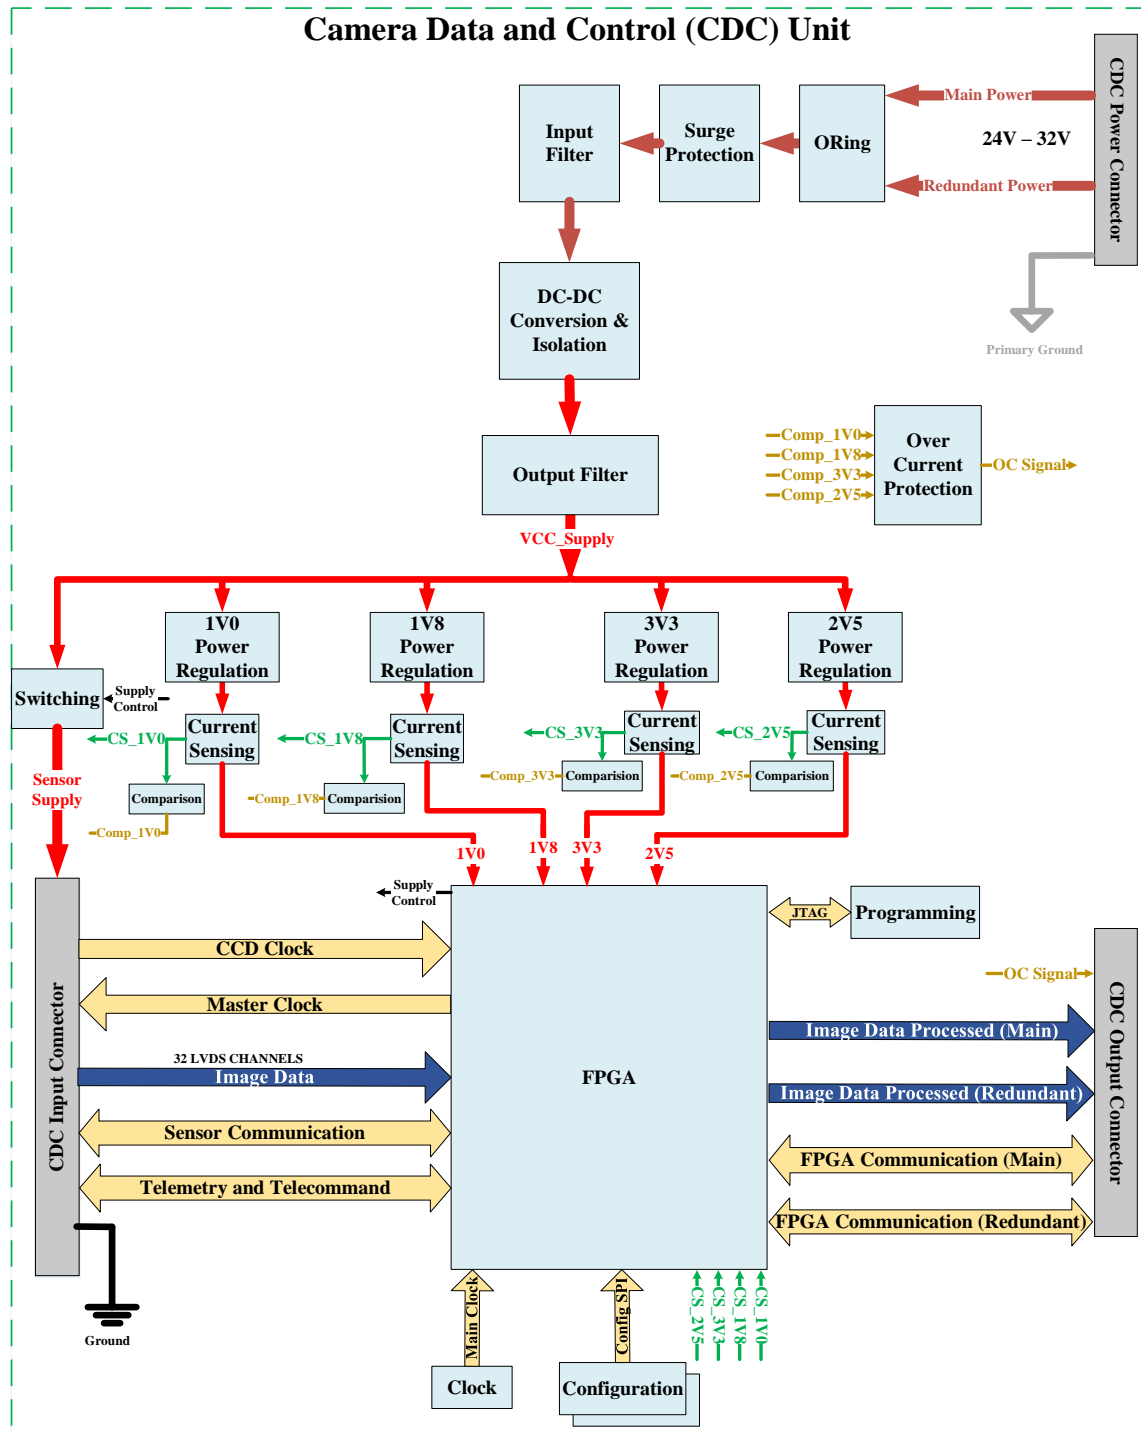 Camera Data and Control (CDC) Unit
CDC Power Connector
Main Power
24V – 32V
Redundant Power
ORing
Surge
Protection
Input
Filter
Primary Ground
DC-DC
Conversion &
Isolation
Output Filter
VCC_Supply
Comp_1V0
Comp_1V8
Comp_3V3
Comp_2V5
Over
Current
Protection
OC Signal
1V0
Power
Regulation
1V8
Power
Regulation
3V3
Power
Regulation
2V5
Power
Regulation
Switching
Supply
Control
Current
Sensing
Current
Sensing
Current
Sensing
Current
Sensing
CS_1V0
CS_1V8
CS_3V3
CS_2V5
Comparision
Comparision
Comparision
Comparision
Comp_1V0
Comp_1V8
Comp_3V3
Comp_2V5
Sensor
Supply
1V0
1V8
3V3
2V5
Supply
Control
JTAG
Programming
CDC Input Connector
CCD Clock
Master Clock
32 LVDS CHANNELS
Image Data
Sensor Communication
Telemetry and Telecommand
Ground
FPGA
OC Signal
Image Data Processed (Main)
Image Data Processed (Redundant)
FPGA Communication (Main)
FPGA Communication (Redundant)
CDC Output Connector
Main Clock
Config SPI
CS_2V5
CS_3V3
CS_1V8
CS_1V0
Clock
Configuration